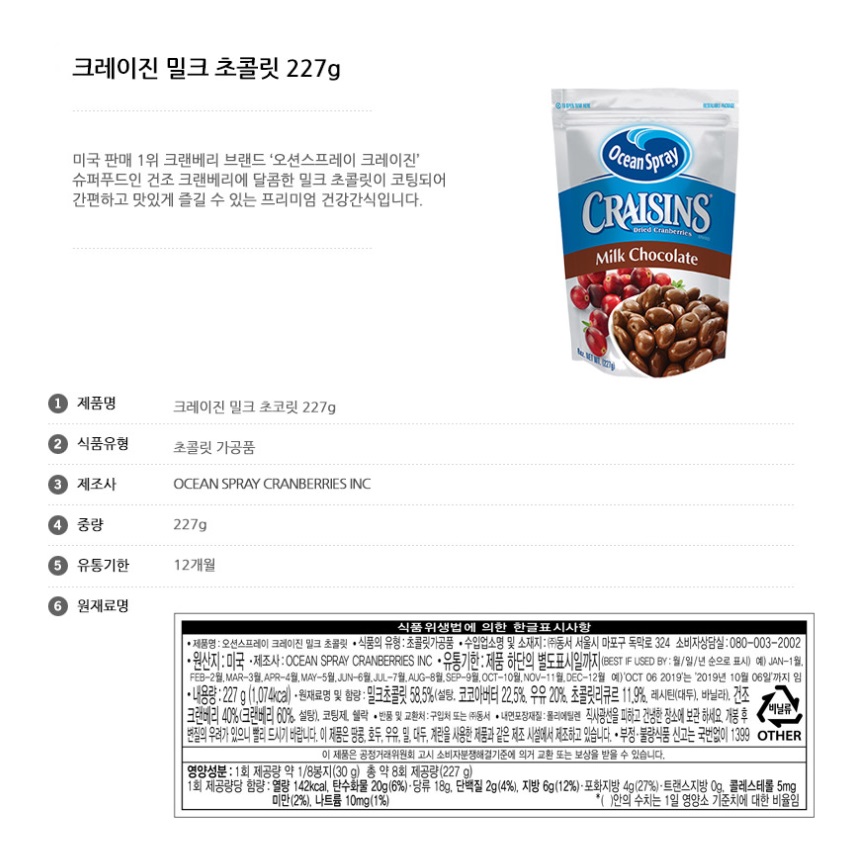 크레이진 밀크 초콜릿 227g
미국 판매 1위 크랜베리 브랜드 ‘오션스프레이 크레이진’
슈퍼푸드인 건조 크랜베리에 달콤한 밀크 초콜릿이 코팅되어
간편하고 맛있게 즐길 수 있는 프리미엄 건강간식입니다.
Ocean Spray
CRAISINS
Dried Cranberries
Milk Chocolate
8oz. NET WT. (227g)
1 제품명 크레이진 밀크 초코릿 227g
2 식품유형 초콜릿 가공품
3 제조사 OCEAN SPRAY CRANBERRIES INC
4 중량 227g
5 유통기한 12개월
6 원재료명
식품위생법에 의한 한글표시사항
• 제품명 : 오션스프레이 크레이진 밀크 초콜릿 • 식품의 유형 : 초콜릿가공품 • 수입업소명 및 소재지 : ㈜동서 서울시 마포구 독막로 324 소비자상담실 : 080-003-2002
• 원산지 : 미국 • 제조사 : OCEAN SPRAY CRANBERRIES INC • 유통기한 : 제품 하단의 별도표시일까지 (BEST IF USED BY : 월/일/년 순으로 표시) 예) JAN-1월,
FEB-2월, MAR-3월, APR-4월, MAY-5월, JUN-6월, JUL-7월, AUG-8월, SEP-9월, OCT-10월, NOV-11월, DEC-12월 예)'OCT 06 2019'는 '2019년 10월 06일'까지 임
• 내용량 : 227 g (1,074kcal) • 원재료명 및 함량 : 밀크초콜릿 58,5%(설탕, 코코아버터 22,5%, 우유 20%, 초콜릿리큐르 11,9%, 레시틴(대두), 바닐라), 건조
크랜베리 40%(크랜베리 60%, 설탕), 코팅제, 쉘락 • 반품 및 교환처 : 구입처 또는 ㈜동서 • 내면포장재질 : 폴리에틸렌 직사광선을 피하고 건냉한 장소에 보관 하세요. 개봉 후
변질의 우려가 있으니 빨리 드시기 바랍니다. 이 제품은 땅콩, 호두, 우유, 밀, 대두, 계란을 사용한 제품과 같은 제조 시설에서 제조하고 있습니다. • 부정·불량식품 신고는 국번없이 1399
비닐류
OTHER
이 제품은 공정거래위원회 고시 소비자분쟁해결기준에 의거 교환 또는 보상을 받을 수 있습니다.
영양성분 : 1회 제공량 약 1/8봉지(30 g) 총 약 8회 제공량(227 g)
1회 제공량당 함량 : 열량 142kcal, 탄수화물 20g(6%)·당류 18g, 단백질 2g(4%), 지방 6g(12%)·포화지방 4g(27%)·트랜스지방 0g, 콜레스테롤 5mg
미만(2%), 나트륨 10mg(1%) *( )안의 수치는 1일 영양소 기준치에 대한 비율임